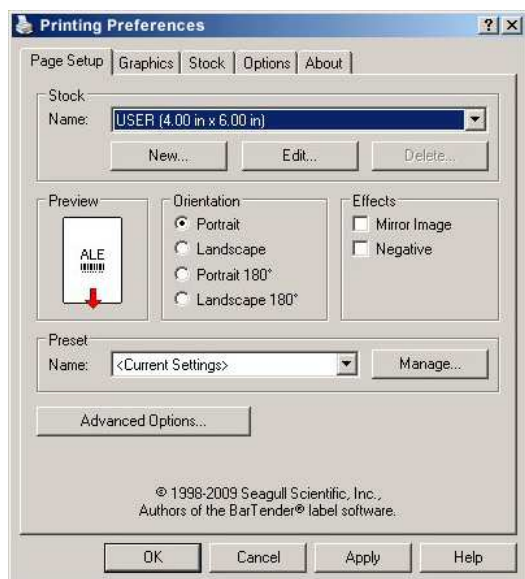 Printing Preferences
Page Setup Graphics Stock Options About
Stock
Name: USER (4.00 in x 6.00 in)
New... Edit... Delete...
Preview Orientation Effects
ALE Portrait Mirror Image
Landscape Negative
Portrait 180°
Landscape 180°
Preset
Name: <Current Settings> Manage...
Advanced Options...
© 1998-2009 Seagull Scientific, Inc.,
Authors of the BarTender® label software.
OK Cancel Apply Help